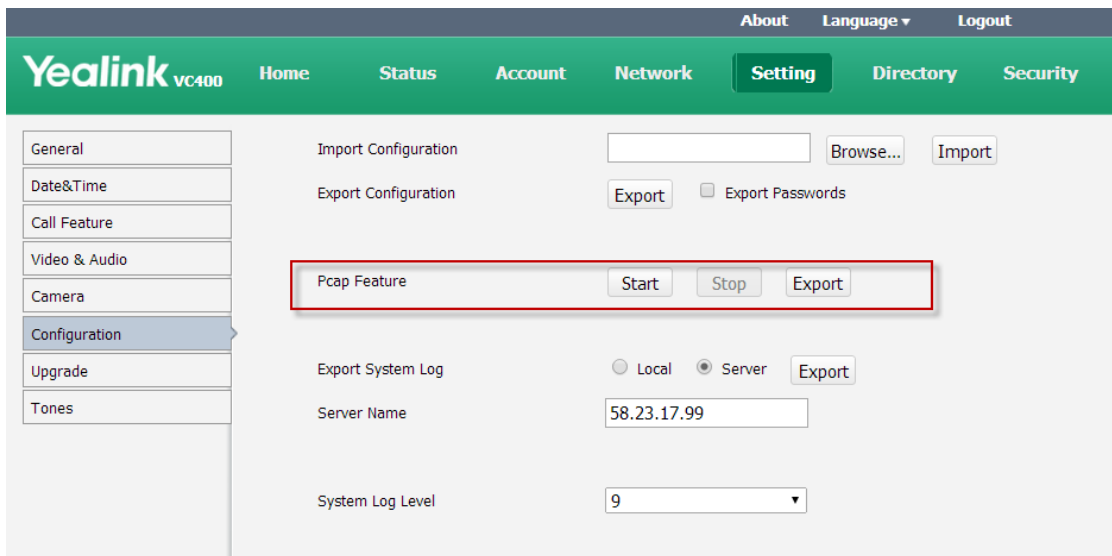 About Language ▾ Logout
Yealink VC400 Home Status Account Network Setting Directory Security
General
Date&Time
Call Feature
Video & Audio
Camera
Configuration
Upgrade
Tones
Import Configuration Browse... Import
Export Configuration Export Export Passwords
Pcap Feature Start Stop Export
Export System Log Local Server Export
Server Name 58.23.17.99
System Log Level 9